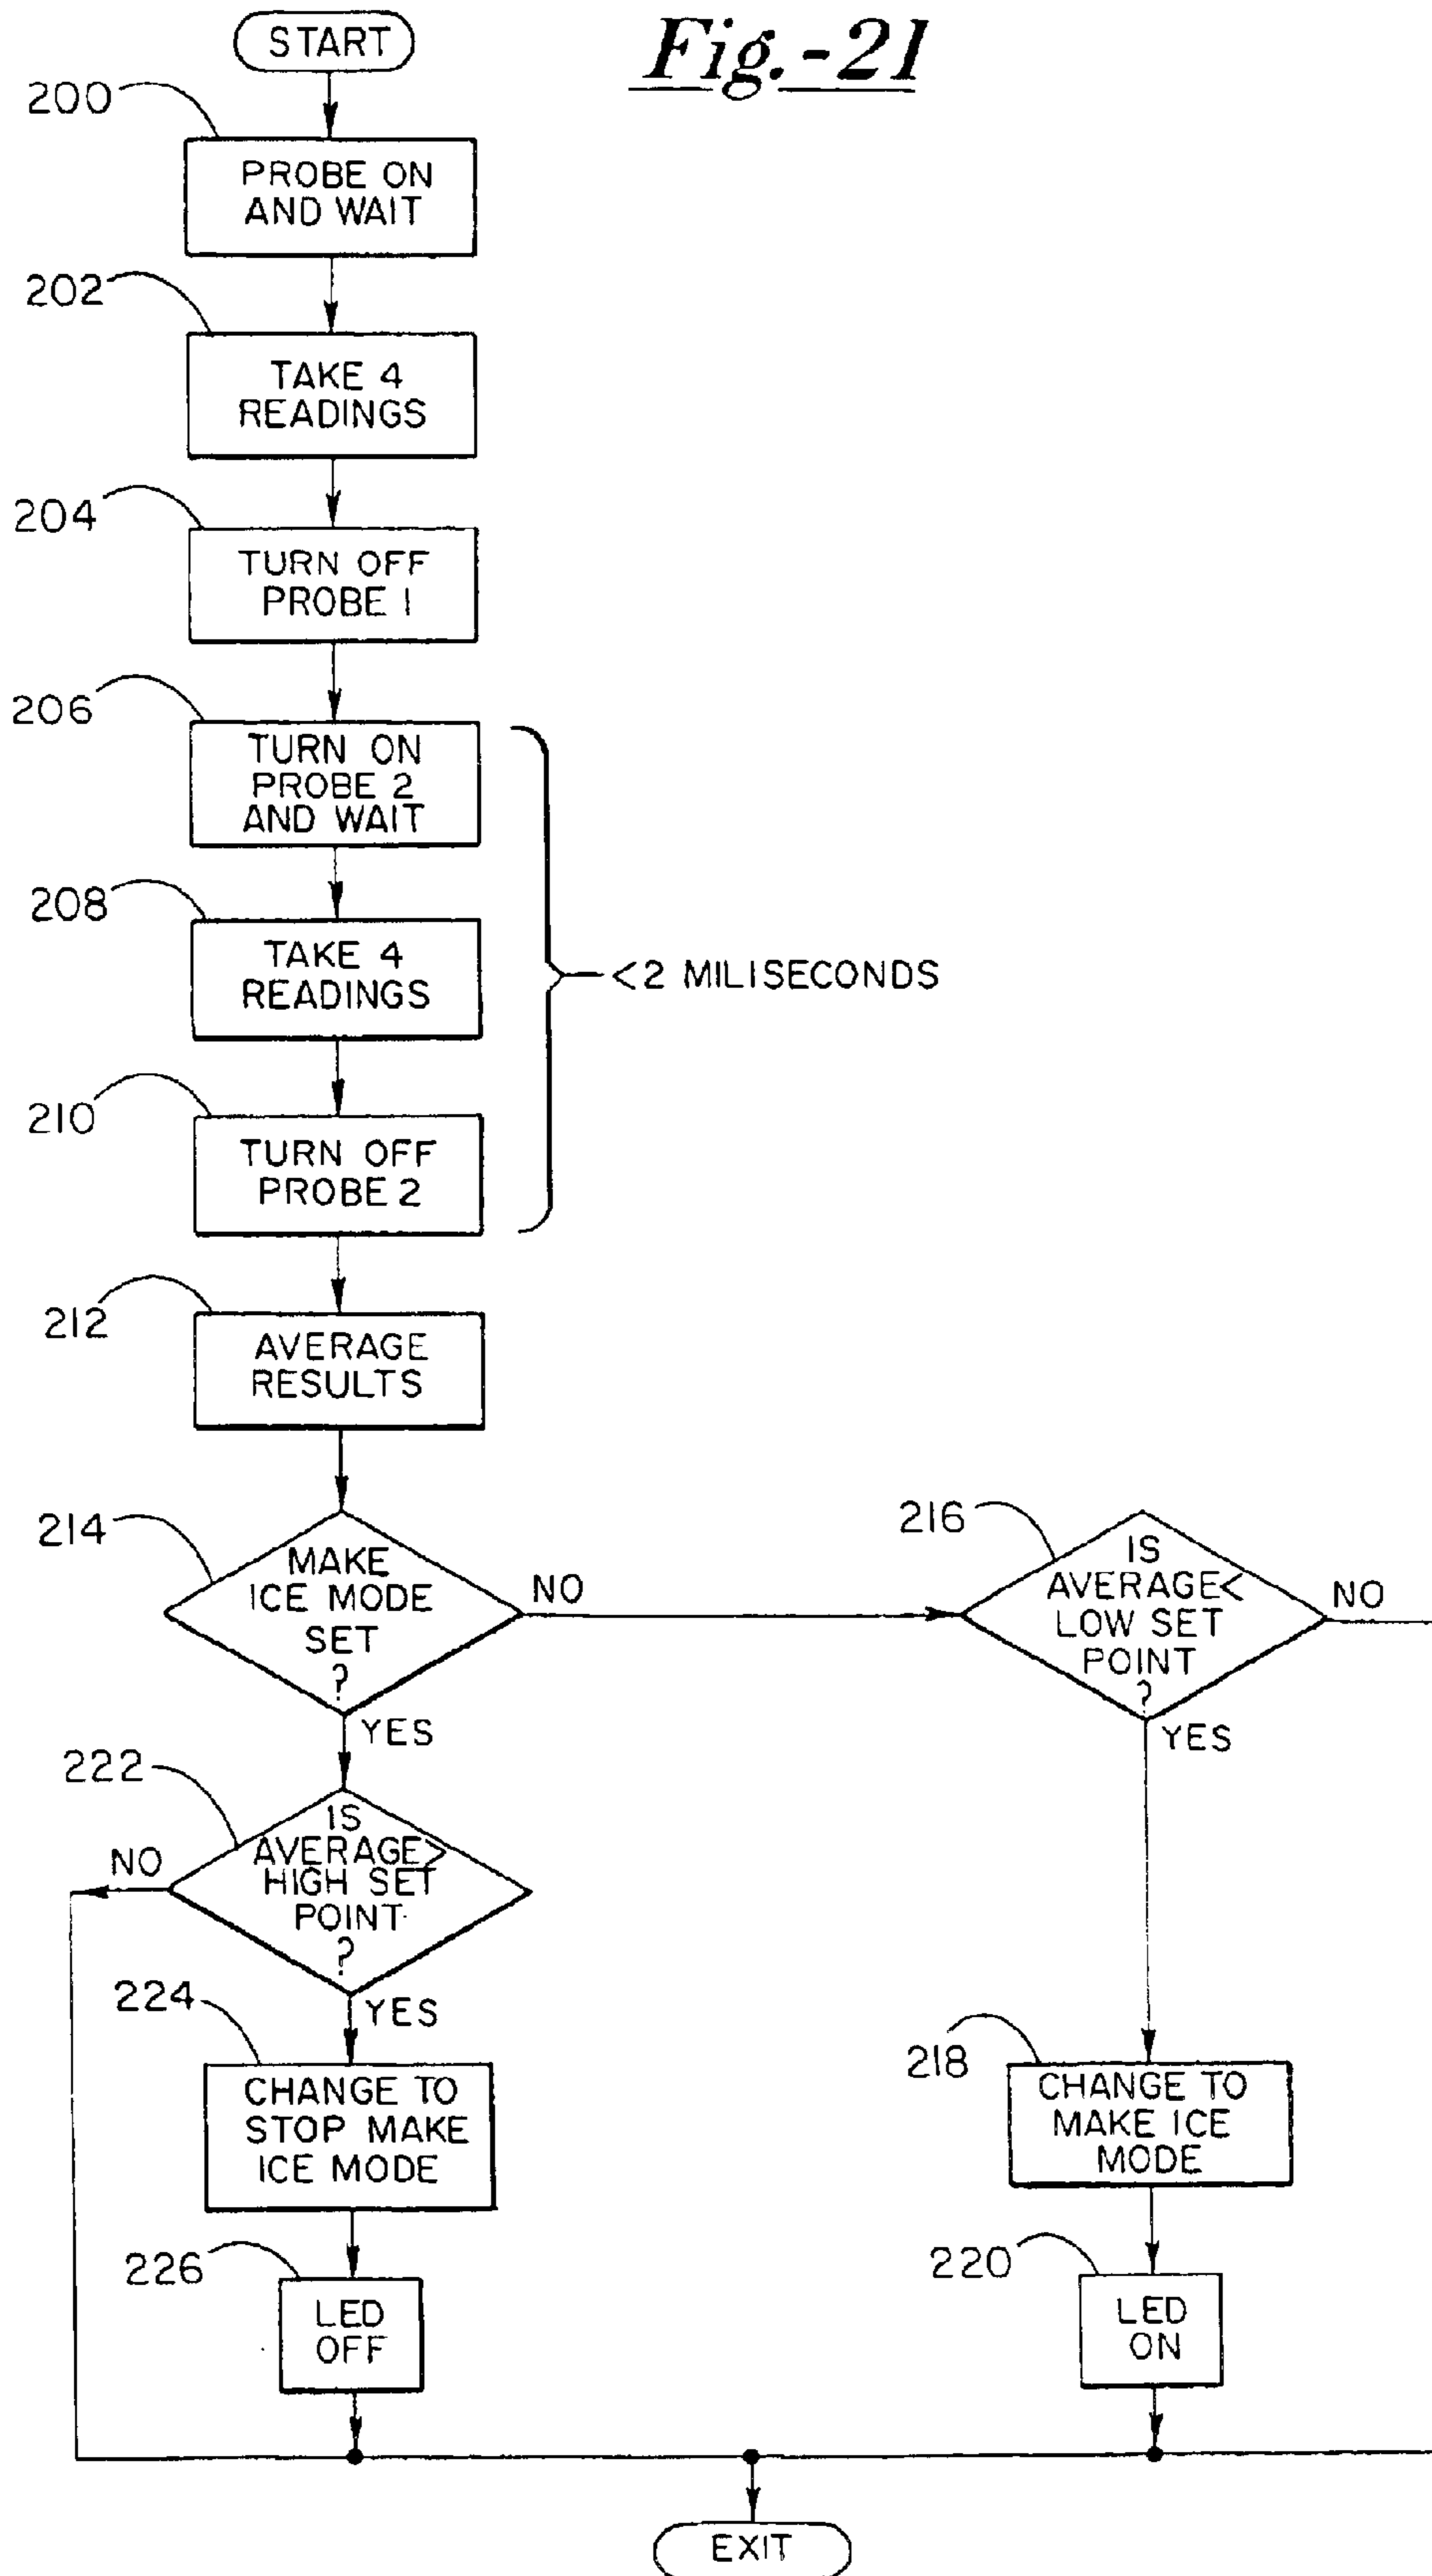 Fig.-21
START
200
PROBE ON
AND WAIT
202
TAKE 4
READINGS
204
TURN OFF
PROBE 1
206
TURN ON
PROBE 2
AND WAIT
208
TAKE 4
READINGS
<2 MILISECONDS
210
TURN OFF
PROBE 2
212
AVERAGE
RESULTS
214
MAKE
ICE MODE
SET
?
NO
YES
216
IS
AVERAGE<
LOW SET
POINT
?
NO
YES
222
IS
AVERAGE>
HIGH SET
POINT
?
NO
YES
224
CHANGE TO
STOP MAKE
ICE MODE
218
CHANGE TO
MAKE ICE
MODE
226
LED
OFF
220
LED
ON
EXIT